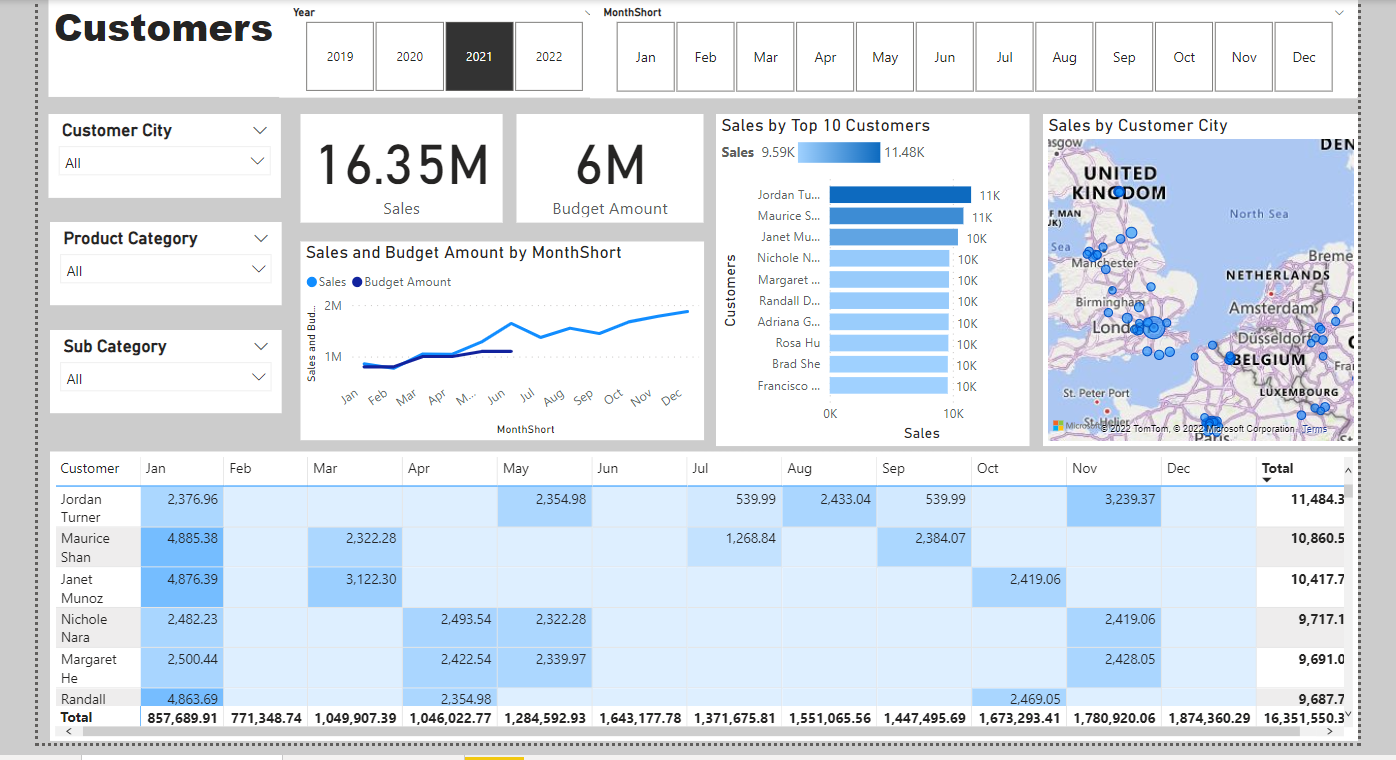 Customers
Year
2019 2020 2021 2022
MonthShort
Jan Feb Mar Apr May Jun Jul Aug Sep Oct Nov Dec
Customer City
All
Product Category
All
Sub Category
All
16.35M
Sales
6M
Budget Amount
Sales and Budget Amount by MonthShort
Sales Budget Amount
Sales and Bud...
2M
1M
Jan Feb Mar Apr M... Jun Jul Aug Sep Oct Nov Dec
MonthShort
Sales by Top 10 Customers
Sales 9.59K 11.48K
Customers
Jordan Tu... 11K
Maurice S... 11K
Janet Mu... 10K
Nichole N... 10K
Margaret ... 10K
Randall D... 10K
Adriana G... 10K
Rosa Hu 10K
Brad She 10K
Francisco ... 10K
0K 10K
Sales
Sales by Customer City
asgow
DEN
UNITED
KINGDOM
F MAN
UK)
North Sea
Sea
Manchester
Breme
NETHERLANDS
Birmingham
Amsterdam
Düsseldorf
BELGIUM
Fra
LUXEMBOURG
St. Peter Port
St. Helier
Paris
Microsoft
© 2022 TomTom, © 2022 Microsoft Corporation Terms
Customer Jan Feb Mar Apr May Jun Jul Aug Sep Oct Nov Dec Total
Jordan Turner 2,376.96 2,354.98 539.99 2,433.04 539.99 3,239.37 11,484.3
Maurice Shan 4,885.38 2,322.28 1,268.84 2,384.07 10,860.5
Janet Munoz 4,876.39 3,122.30 2,419.06 10,417.7
Nichole Nara 2,482.23 2,493.54 2,322.28 2,419.06 9,717.1
Margaret He 2,500.44 2,422.54 2,339.97 2,428.05 9,691.0
Randall 4,863.69 2,354.98 2,469.05 9,687.7
Total 857,689.91 771,348.74 1,049,907.39 1,046,022.77 1,284,592.93 1,643,177.78 1,371,675.81 1,551,065.56 1,447,495.69 1,673,293.41 1,780,920.06 1,874,360.29 16,351,550.3